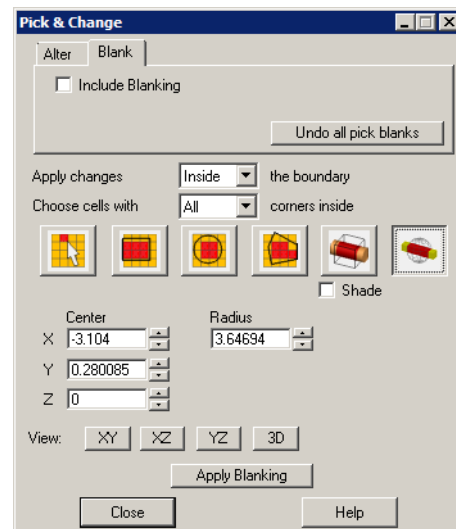 Pick & Change
Alter Blank
Include Blanking
Undo all pick blanks
Apply changes Inside the boundary
Choose cells with All corners inside
Shade
Center Radius
X -3.104 3.64694
Y 0.280085
Z 0
View: XY XZ YZ 3D
Apply Blanking
Close Help